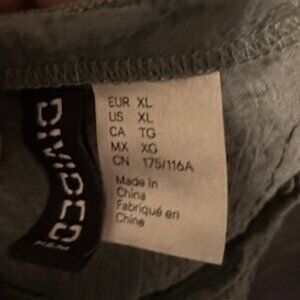 DIVIDED
H&M
EUR XL
US XL
CA TG
MX XG
CN 175/116A
Made in
China
Fabriqué en
Chine